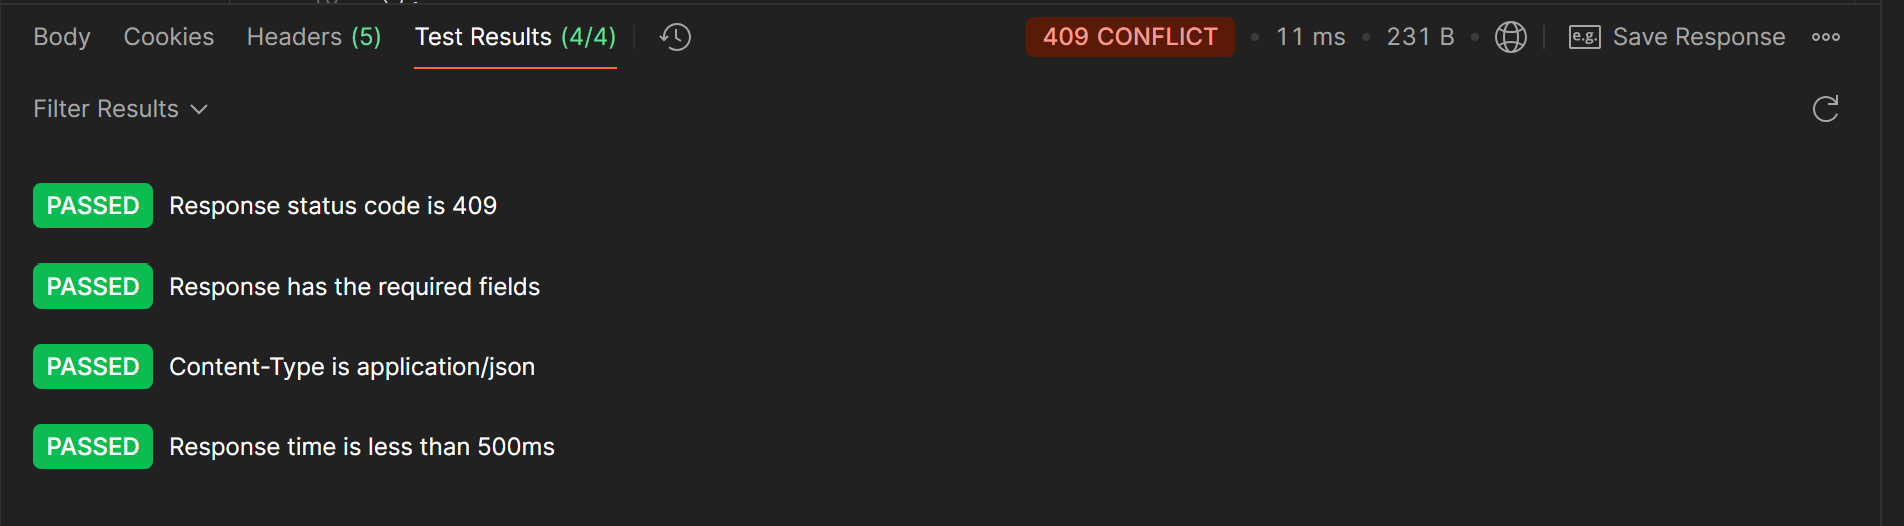 Body Cookies Headers (5) Test Results (4/4) 409 CONFLICT • 11 ms • 231 B • e.g. Save Response
Filter Results
PASSED Response status code is 409
PASSED Response has the required fields
PASSED Content-Type is application/json
PASSED Response time is less than 500ms